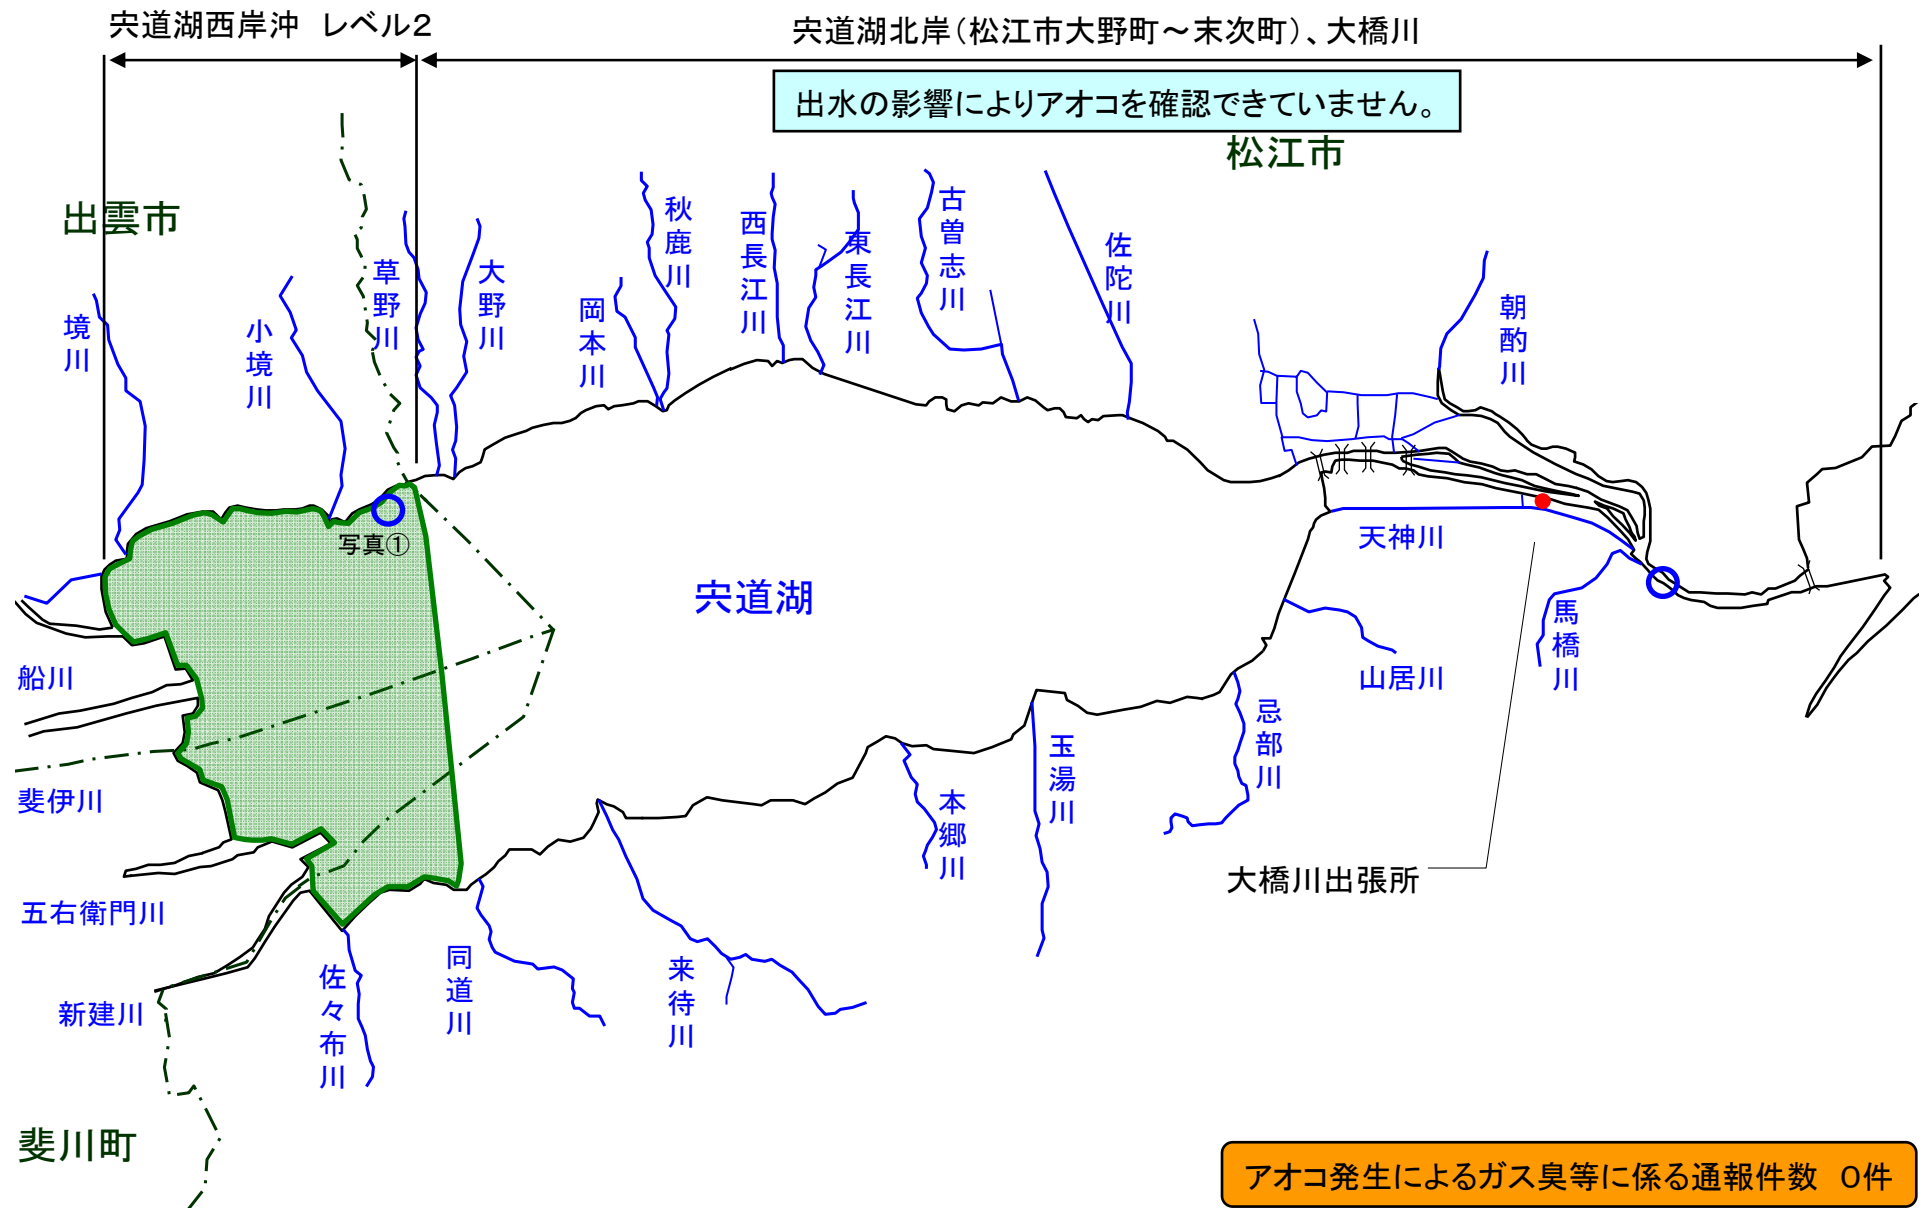 宍道湖西岸沖　レベル２
宍道湖北岸（松江市大野町～末次町）、大橋川
出水の影響によりアオコを確認できていません。
松江市
出雲市
境川
小境川
草野川
大野川
岡本川
秋鹿川
西長江川
東長江川
古曽志川
佐陀川
朝酌川
写真①
宍道湖
天神川
馬橋川
山居川
船川
斐伊川
五右衛門川
新建川
佐々布川
同道川
来待川
本郷川
玉湯川
忌部川
大橋川出張所
斐川町
アオコ発生によるガス臭等に係る通報件数　０件